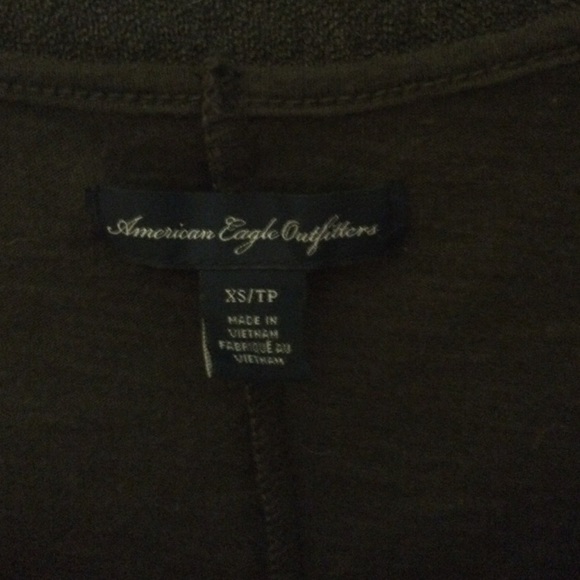 American Eagle Outfitters
XS/TP
MADE IN
VIETNAM
FABRIQUÉ AU
VIETNAM